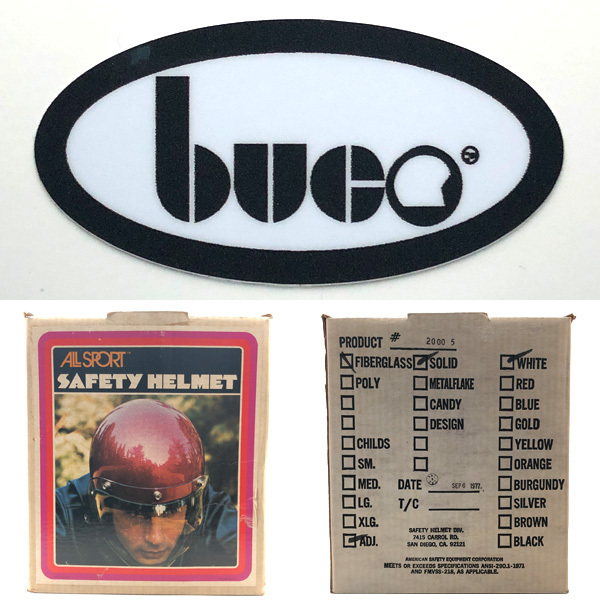 buco ®
ALL SPORT™
SAFETY HELMET
PRODUCT # 2000 5
FIBERGLASS SOLID WHITE
POLY METALFLAKE RED
CANDY BLUE
DESIGN GOLD
CHILDS YELLOW
SM. ORANGE
MED. DATE SEP 6 1977 BURGUNDY
LG. T/C SILVER
XLG. BROWN
ADJ. BLACK
SAFETY HELMET DIV.
7415 CARROL RD.
SAN DIEGO, CA. 92121
AMERICAN SAFETY EQUIPMENT CORPORATION
MEETS OR EXCEEDS SPECIFICATIONS ANSI-Z90.1-1971
AND FMVSS-218, AS APPLICABLE.